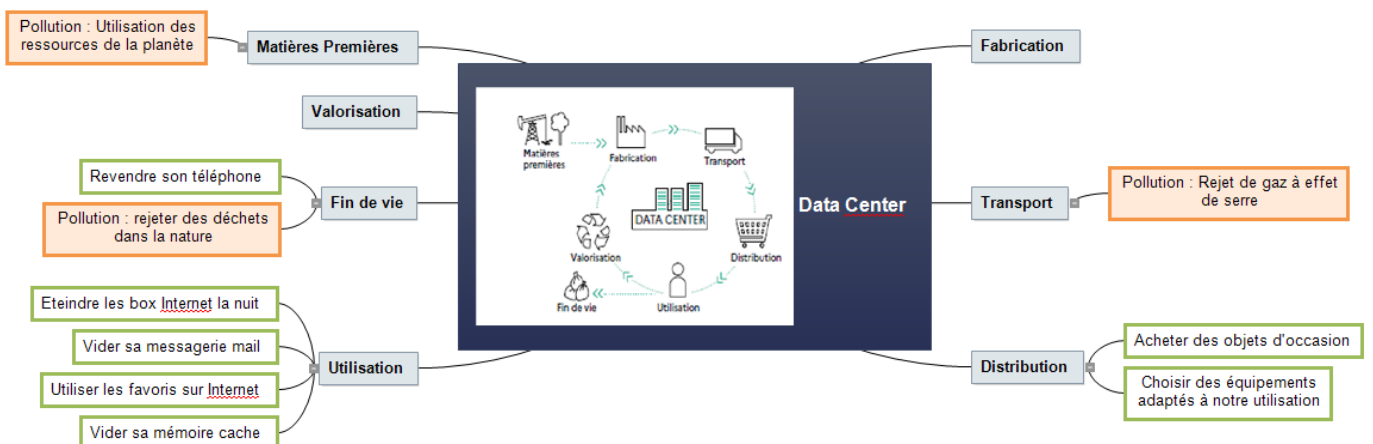 Pollution : Utilisation des
ressources de la planète
Matières Premières
Valorisation
Revendre son téléphone
Pollution : rejeter des déchets
dans la nature
Fin de vie
Eteindre les box Internet la nuit
Vider sa messagerie mail
Utiliser les favoris sur Internet
Vider sa mémoire cache
Utilisation
Matières
premières
Fabrication
Transport
DATA CENTER
Valorisation
Distribution
Fin de vie
Utilisation
Data Center
Fabrication
Transport
Pollution : Rejet de gaz à effet
de serre
Distribution
Acheter des objets d'occasion
Choisir des équipements
adaptés à notre utilisation